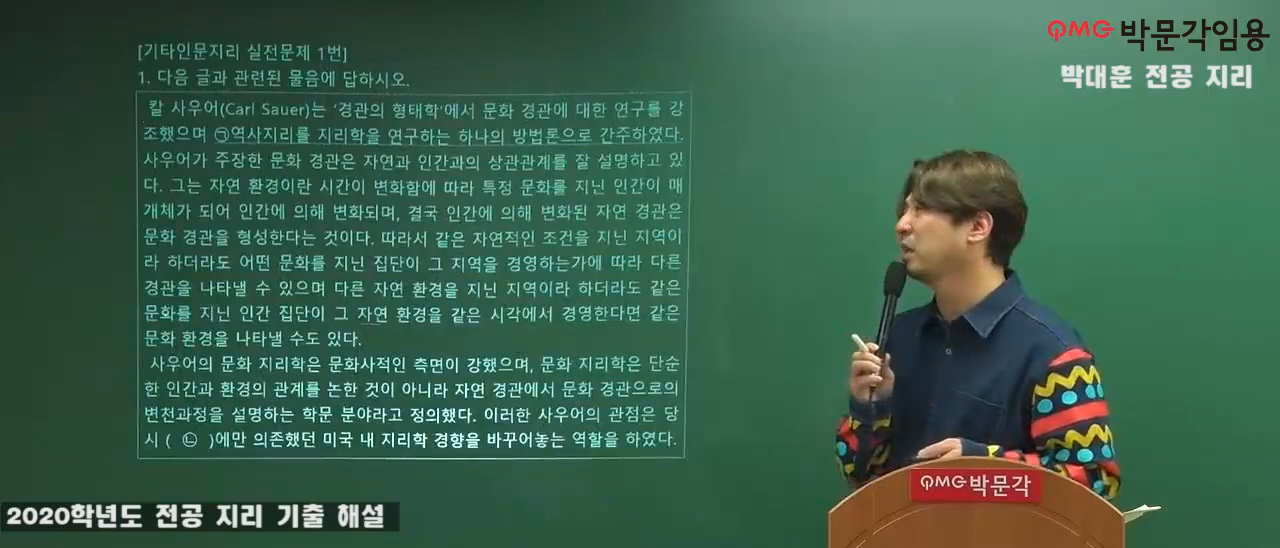 [기타인문지리 실전문제 1번]
1. 다음 글과 관련된 물음에 답하시오.
칼 사우어(Carl Sauer)는 '경관의 형태학'에서 문화 경관에 대한 연구를 강
조했으며 ㉠역사지리를 지리학을 연구하는 하나의 방법론으로 간주하였다.
사우어가 주장한 문화 경관은 자연과 인간과의 상관관계를 잘 설명하고 있
다. 그는 자연 환경이란 시간이 변화함에 따라 특정 문화를 지닌 인간이 매
개체가 되어 인간에 의해 변화되며, 결국 인간에 의해 변화된 자연 경관은
문화 경관을 형성한다는 것이다. 따라서 같은 자연적인 조건을 지닌 지역이
라 하더라도 어떤 문화를 지닌 집단이 그 지역을 경영하는가에 따라 다른
경관을 나타낼 수 있으며 다른 자연 환경을 지닌 지역이라 하더라도 같은
문화를 지닌 인간 집단이 그 자연 환경을 같은 시각에서 경영한다면 같은
문화 환경을 나타낼 수도 있다.
사우어의 문화 지리학은 문화사적인 측면이 강했으며, 문화 지리학은 단순
한 인간과 환경의 관계를 논한 것이 아니라 자연 경관에서 문화 경관으로의
변천과정을 설명하는 학문 분야라고 정의했다. 이러한 사우어의 관점은 당
시 ( ㉡ )에만 의존했던 미국 내 지리학 경향을 바꾸어놓는 역할을 하였다.
PMG 박문각임용
박대훈 전공 지리
PMG 박문각
2020학년도 전공 지리 기출 해설